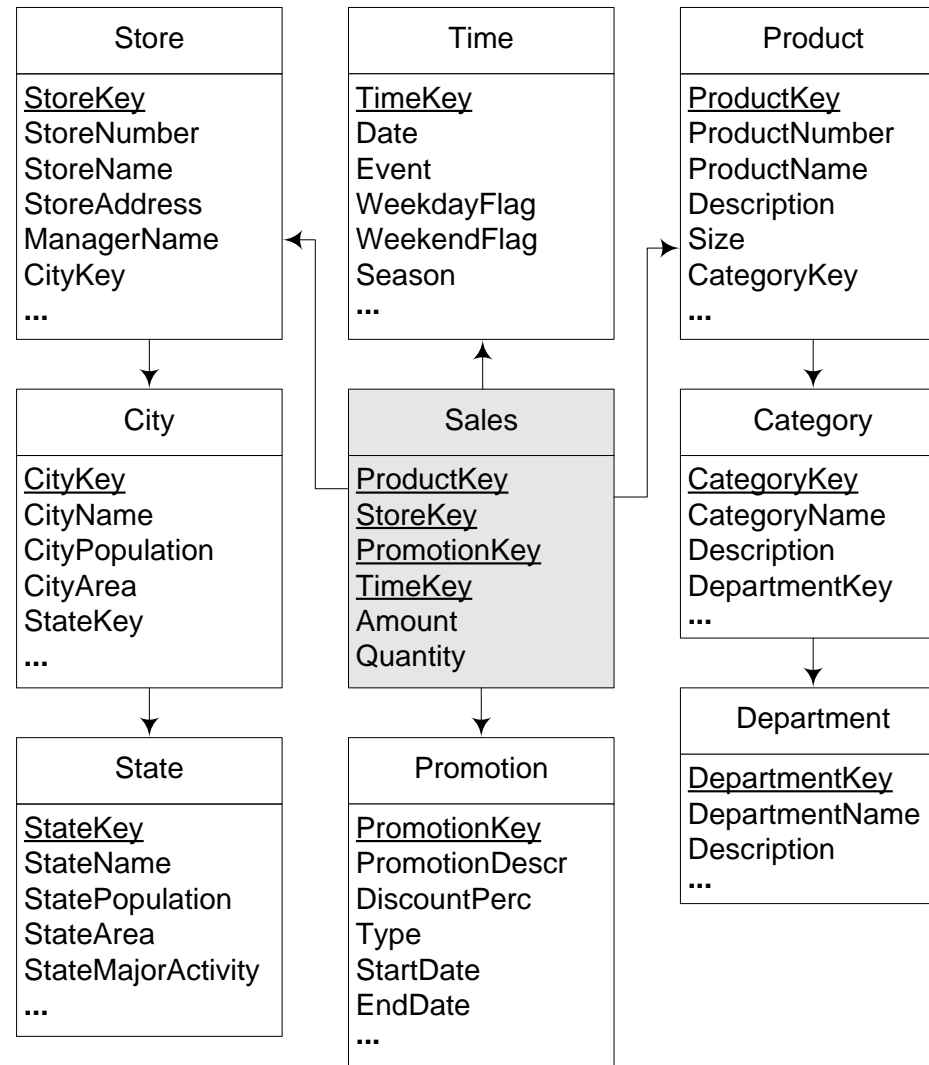 Store
StoreKey
StoreNumber
StoreName
StoreAddress
ManagerName
CityKey
...
Time
TimeKey
Date
Event
WeekdayFlag
WeekendFlag
Season
...
Product
ProductKey
ProductNumber
ProductName
Description
Size
CategoryKey
...
City
CityKey
CityName
CityPopulation
CityArea
StateKey
...
Sales
ProductKey
StoreKey
PromotionKey
TimeKey
Amount
Quantity
Category
CategoryKey
CategoryName
Description
DepartmentKey
...
State
StateKey
StateName
StatePopulation
StateArea
StateMajorActivity
...
Promotion
PromotionKey
PromotionDescr
DiscountPerc
Type
StartDate
EndDate
...
Department
DepartmentKey
DepartmentName
Description
...